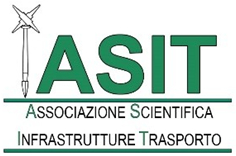 ASIT
ASSOCIAZIONE SCIENTIFICA
INFRASTRUTTURE TRASPORTO